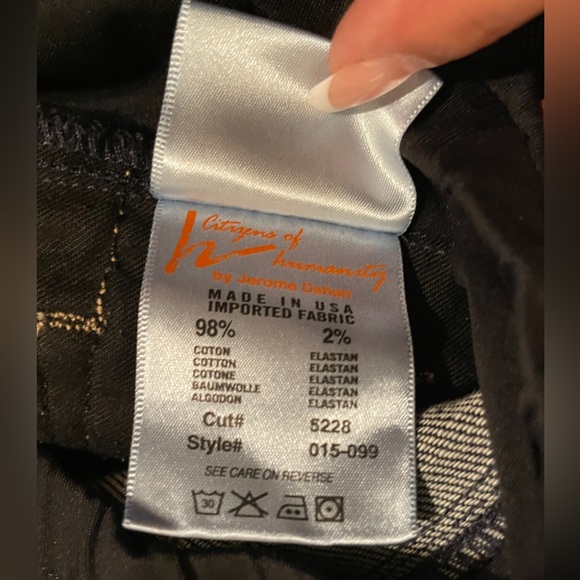 Citizens of
humanity
by Jerome Dahan
MADE IN USA
IMPORTED FABRIC
98% 2%
COTON ELASTAN
COTTON ELASTAN
COTONE ELASTAN
BAUMWOLLE ELASTAN
ALGODON ELASTAN
Cut# 5228
Style# 015-099
SEE CARE ON REVERSE
30